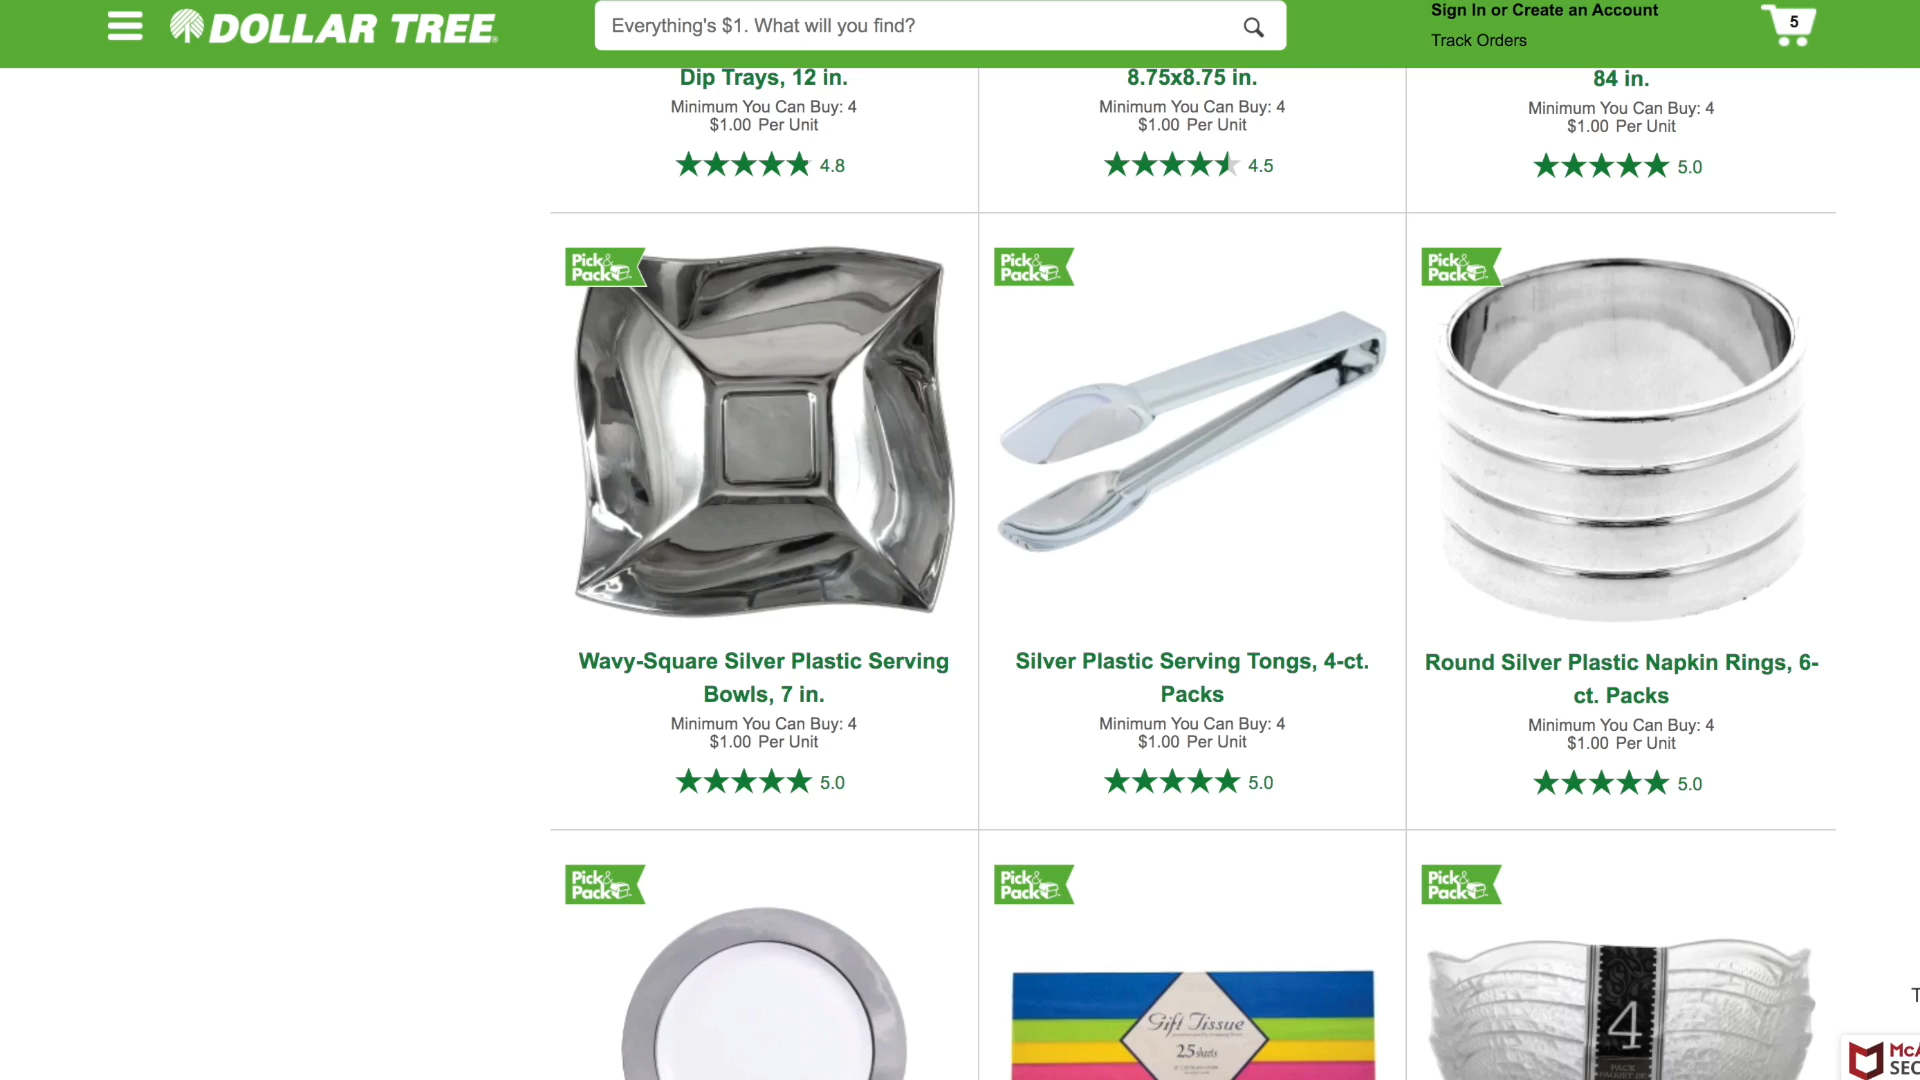 DOLLAR TREE
Everything's $1. What will you find?
Sign In or Create an Account
Track Orders
5
Dip Trays, 12 in.
Minimum You Can Buy: 4
$1.00 Per Unit
4.8
8.75x8.75 in.
Minimum You Can Buy: 4
$1.00 Per Unit
4.5
84 in.
Minimum You Can Buy: 4
$1.00 Per Unit
5.0
Pick&
Pack
Wavy-Square Silver Plastic Serving
Bowls, 7 in.
Minimum You Can Buy: 4
$1.00 Per Unit
5.0
Pick&
Pack
Silver Plastic Serving Tongs, 4-ct.
Packs
Minimum You Can Buy: 4
$1.00 Per Unit
5.0
Pick&
Pack
Round Silver Plastic Napkin Rings, 6-
ct. Packs
Minimum You Can Buy: 4
$1.00 Per Unit
5.0
Pick&
Pack
Pick&
Pack
Gift Tissue
25 sheets
Pick&
Pack
4
PACK
PAQUET DE
T
McA
SEC